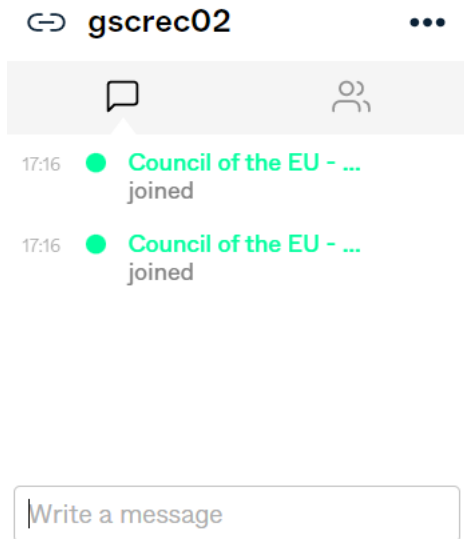 gscrec02
17:16 Council of the EU - ...
joined
17:16 Council of the EU - ...
joined
Write a message